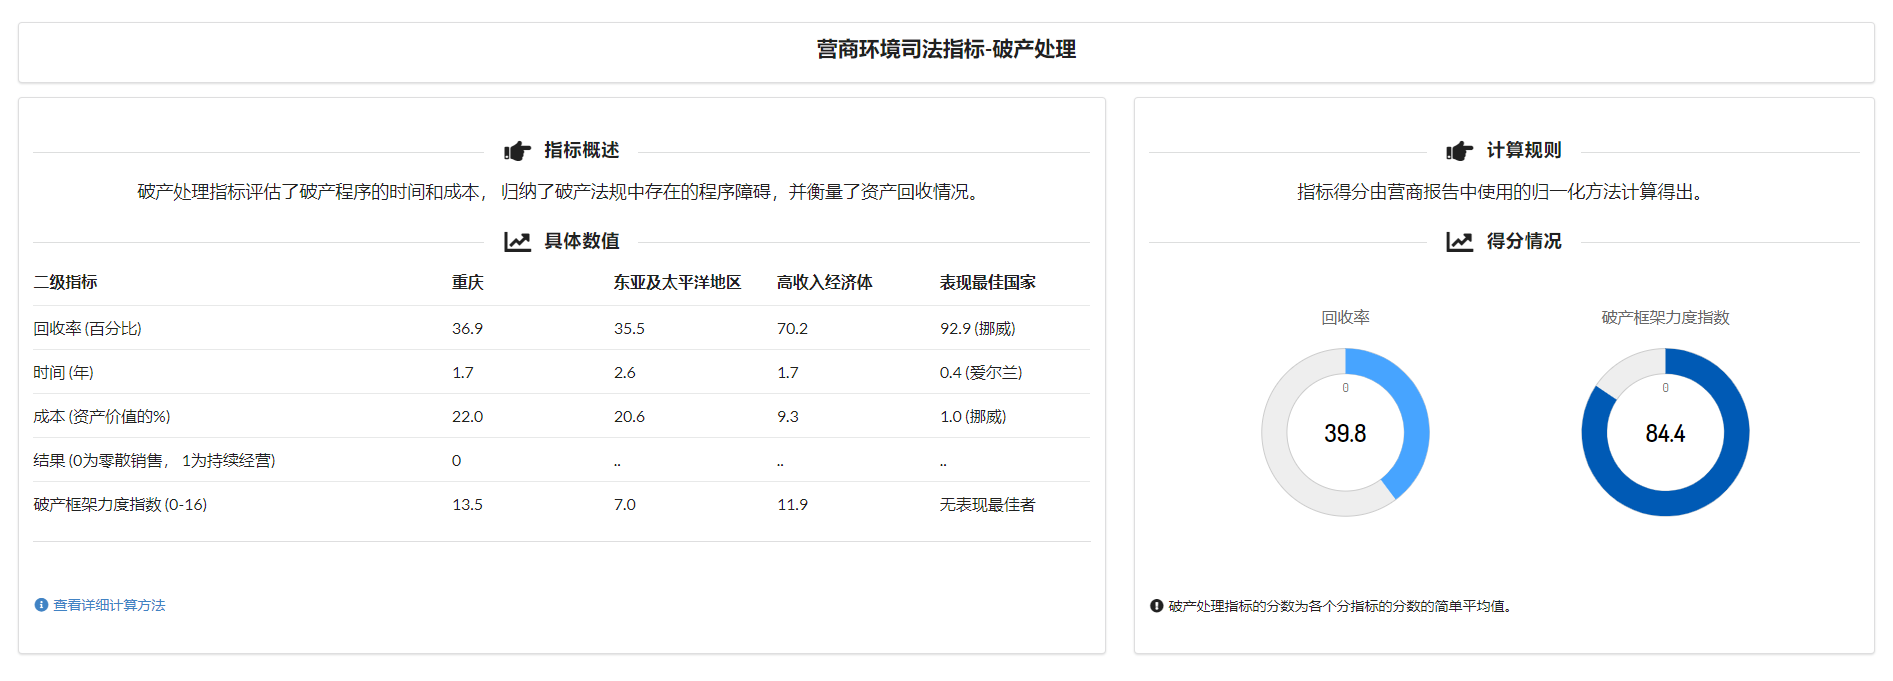 营商环境司法指标-破产处理
指标概述
破产处理指标评估了破产程序的时间和成本， 归纳了破产法规中存在的程序障碍，并衡量了资产回收情况。
具体数值
二级指标 重庆 东亚及太平洋地区 高收入经济体 表现最佳国家
回收率 (百分比) 36.9 35.5 70.2 92.9 (挪威)
时间 (年) 1.7 2.6 1.7 0.4 (爱尔兰)
成本 (资产价值的%) 22.0 20.6 9.3 1.0 (挪威)
结果 (0为零散销售， 1为持续经营) 0 .. .. ..
破产框架力度指数 (0-16) 13.5 7.0 11.9 无表现最佳者
查看详细计算方法
计算规则
指标得分由营商报告中使用的归一化方法计算得出。
得分情况
回收率 破产框架力度指数
0 0
39.8 84.4
破产处理指标的分数为各个分指标的分数的简单平均值。